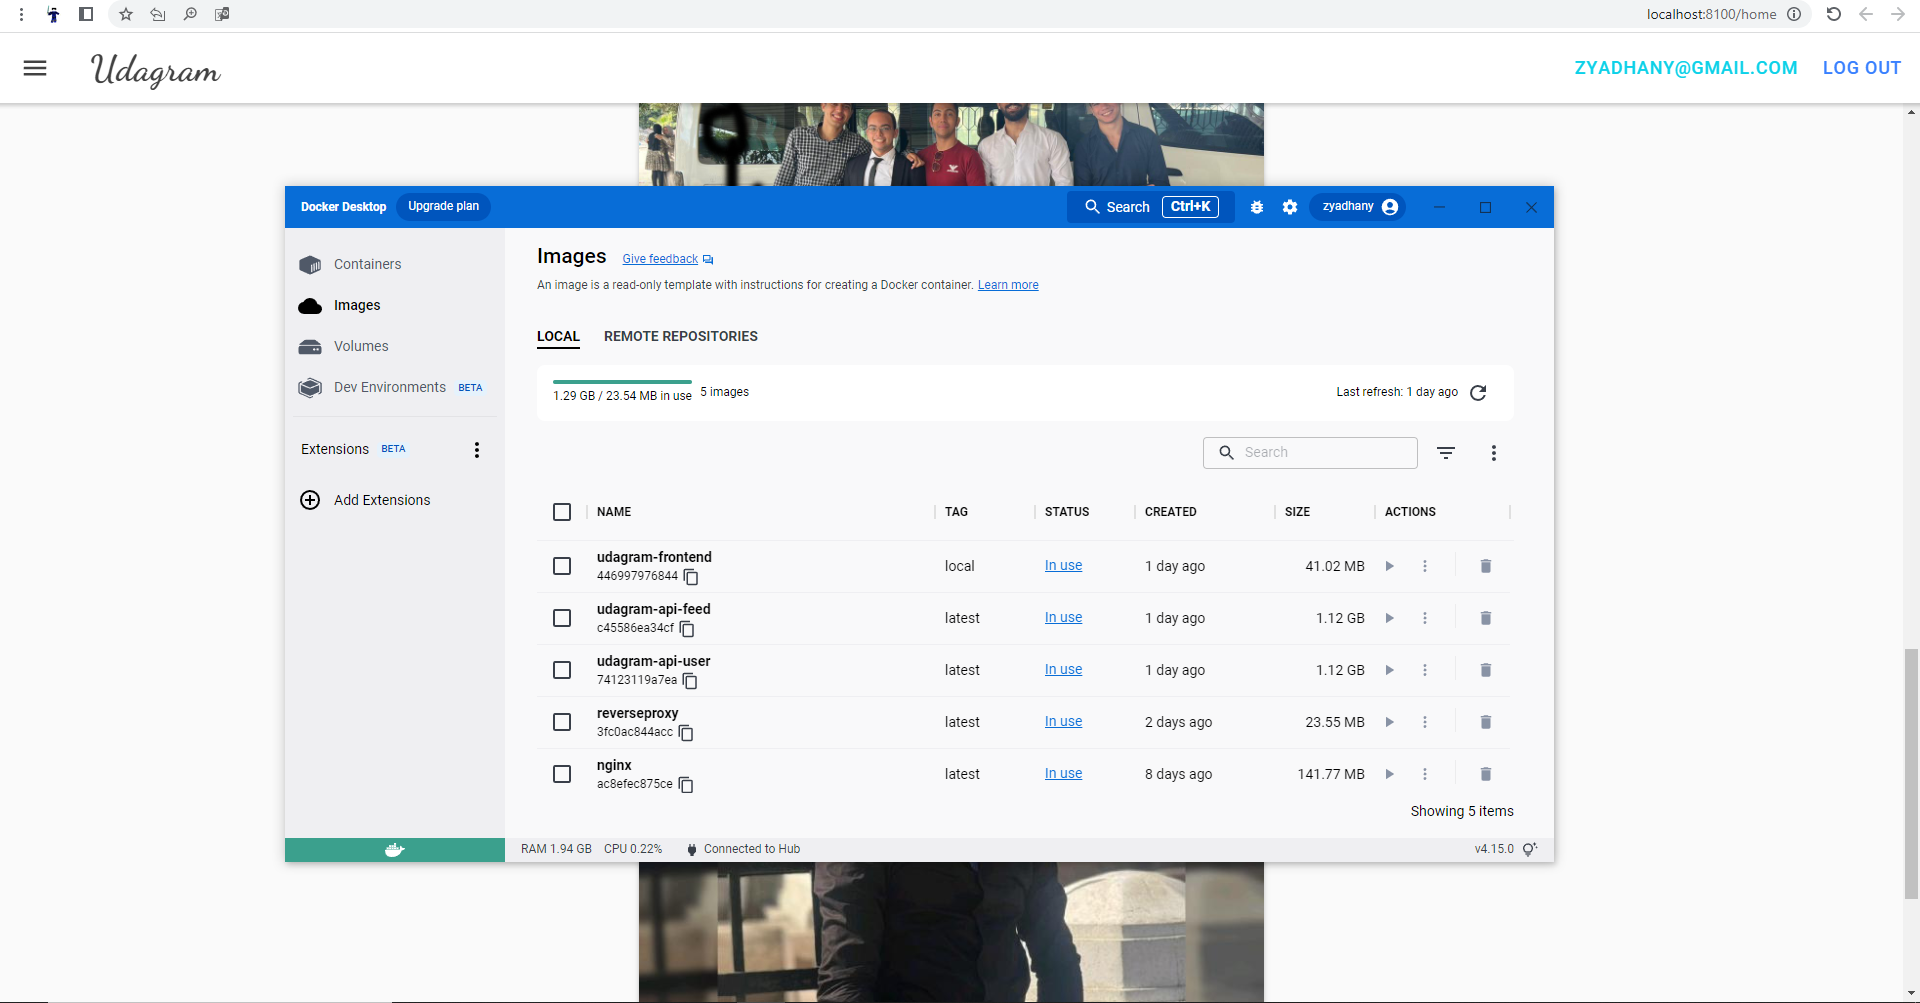 localhost:8100/home
Udagram
ZYADHANY@GMAIL.COM LOG OUT
Docker Desktop Upgrade plan Search Ctrl+K zyadhany
Containers
Images
Volumes
Dev Environments BETA
Extensions BETA
Add Extensions
Images Give feedback
An image is a read-only template with instructions for creating a Docker container. Learn more
LOCAL REMOTE REPOSITORIES
1.29 GB / 23.54 MB in use 5 images Last refresh: 1 day ago
Search
NAME TAG STATUS CREATED SIZE ACTIONS
udagram-frontend
446997976844 local In use 1 day ago 41.02 MB
udagram-api-feed
c45586ea34cf latest In use 1 day ago 1.12 GB
udagram-api-user
74123119a7ea latest In use 1 day ago 1.12 GB
reverseproxy
3fc0ac844acc latest In use 2 days ago 23.55 MB
nginx
ac8efec875ce latest In use 8 days ago 141.77 MB
Showing 5 items
RAM 1.94 GB CPU 0.22% Connected to Hub v4.15.0